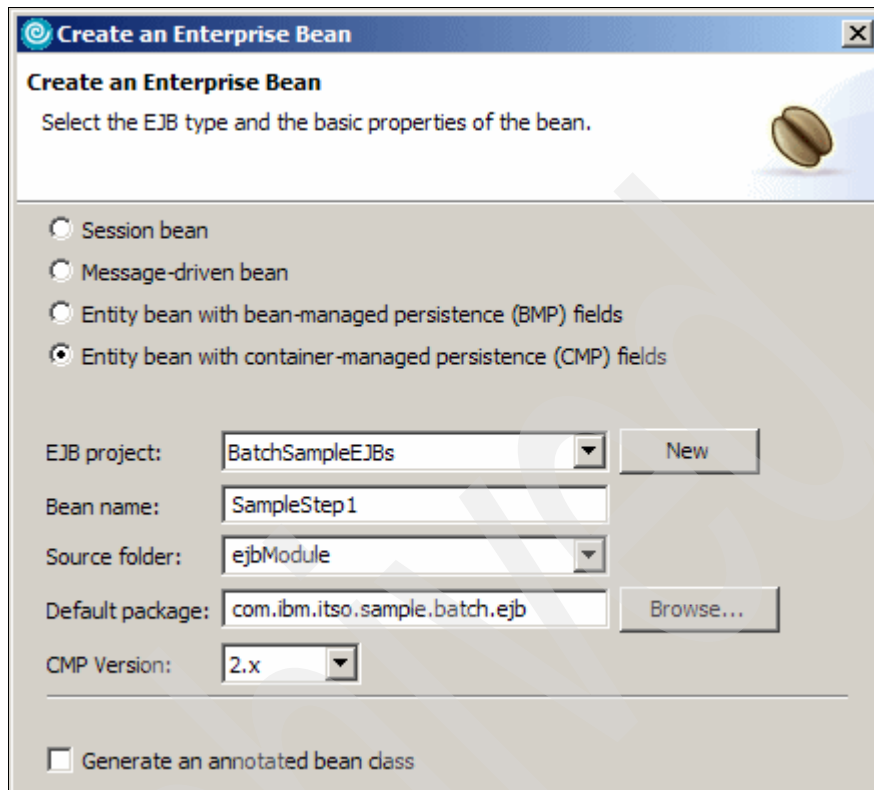 Create an Enterprise Bean
Create an Enterprise Bean
Select the EJB type and the basic properties of the bean.
Session bean
Message-driven bean
Entity bean with bean-managed persistence (BMP) fields
Entity bean with container-managed persistence (CMP) fields
EJB project: BatchSampleEJBs New
Bean name: SampleStep1
Source folder: ejbModule
Default package: com.ibm.itso.sample.batch.ejb Browse...
CMP Version: 2.x
Generate an annotated bean class